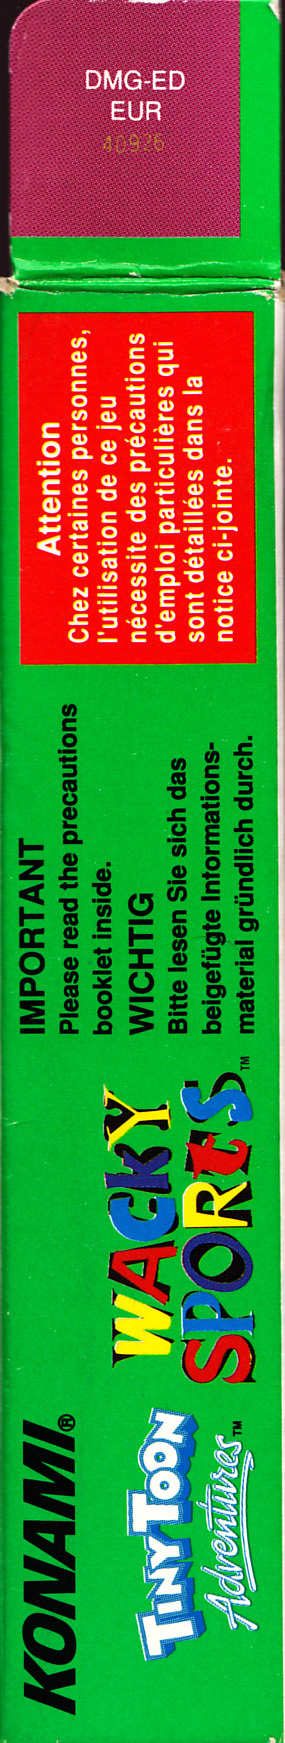 DMG-ED
EUR
40926
Attention
Chez certaines personnes,
l'utilisation de ce jeu
nécessite des précautions
d'emploi particulières qui
sont détaillées dans la
notice ci-jointe.
IMPORTANT
Please read the precautions
booklet inside.
WICHTIG
Bitte lesen Sie sich das
beigefügte Informations-
material gründlich durch.
WACKY
SPORTS™
KONAMI®
TINY TOON
Adventures™